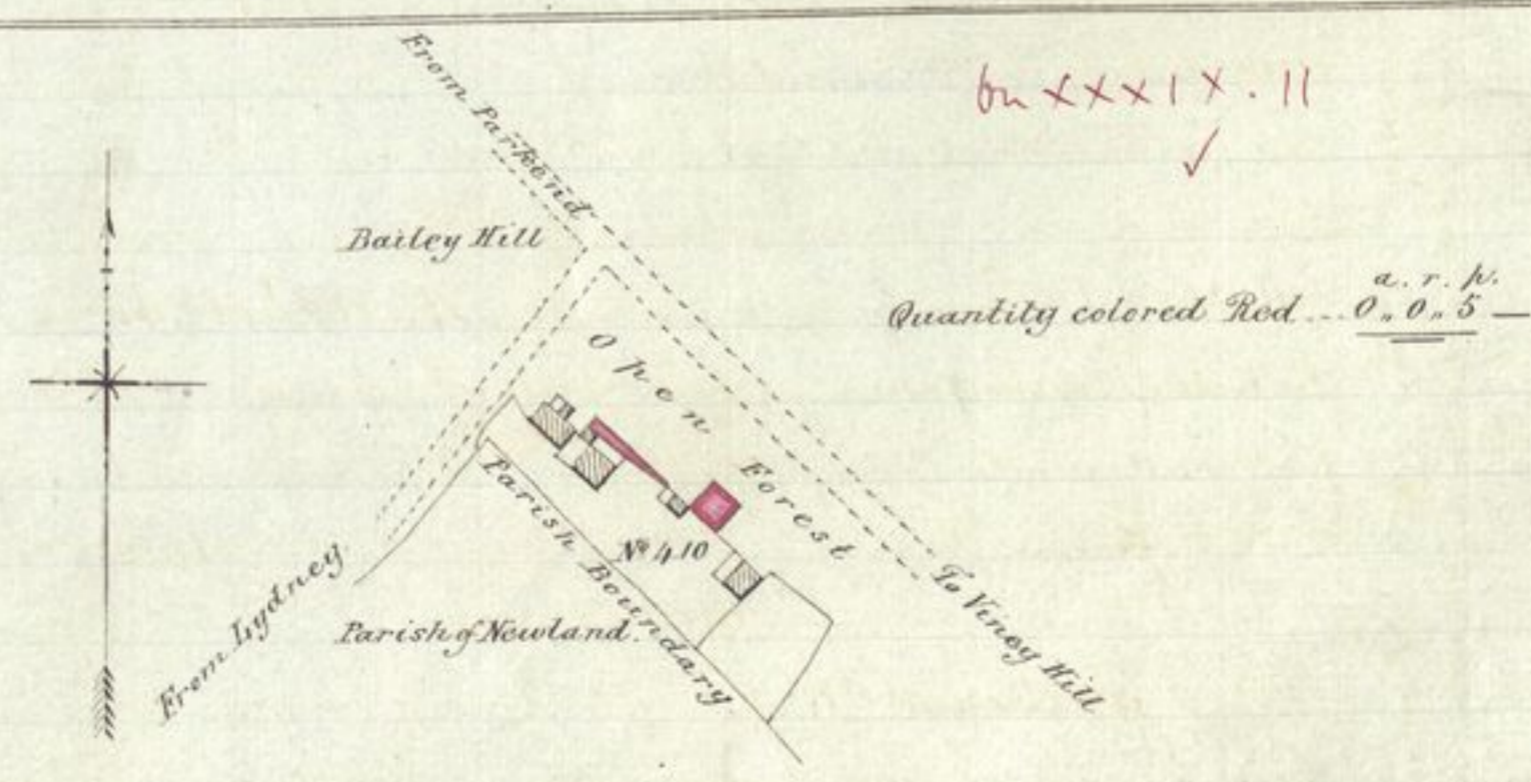 From Parkend
on XXXIX.11
✓
Bailey Hill
a. r. p.
Quantity colored Red ... 0 " 0 " 5
Open Forest
Nº 410
Parish Boundary
Parish of Newland.
From Lydney
To Viney Hill